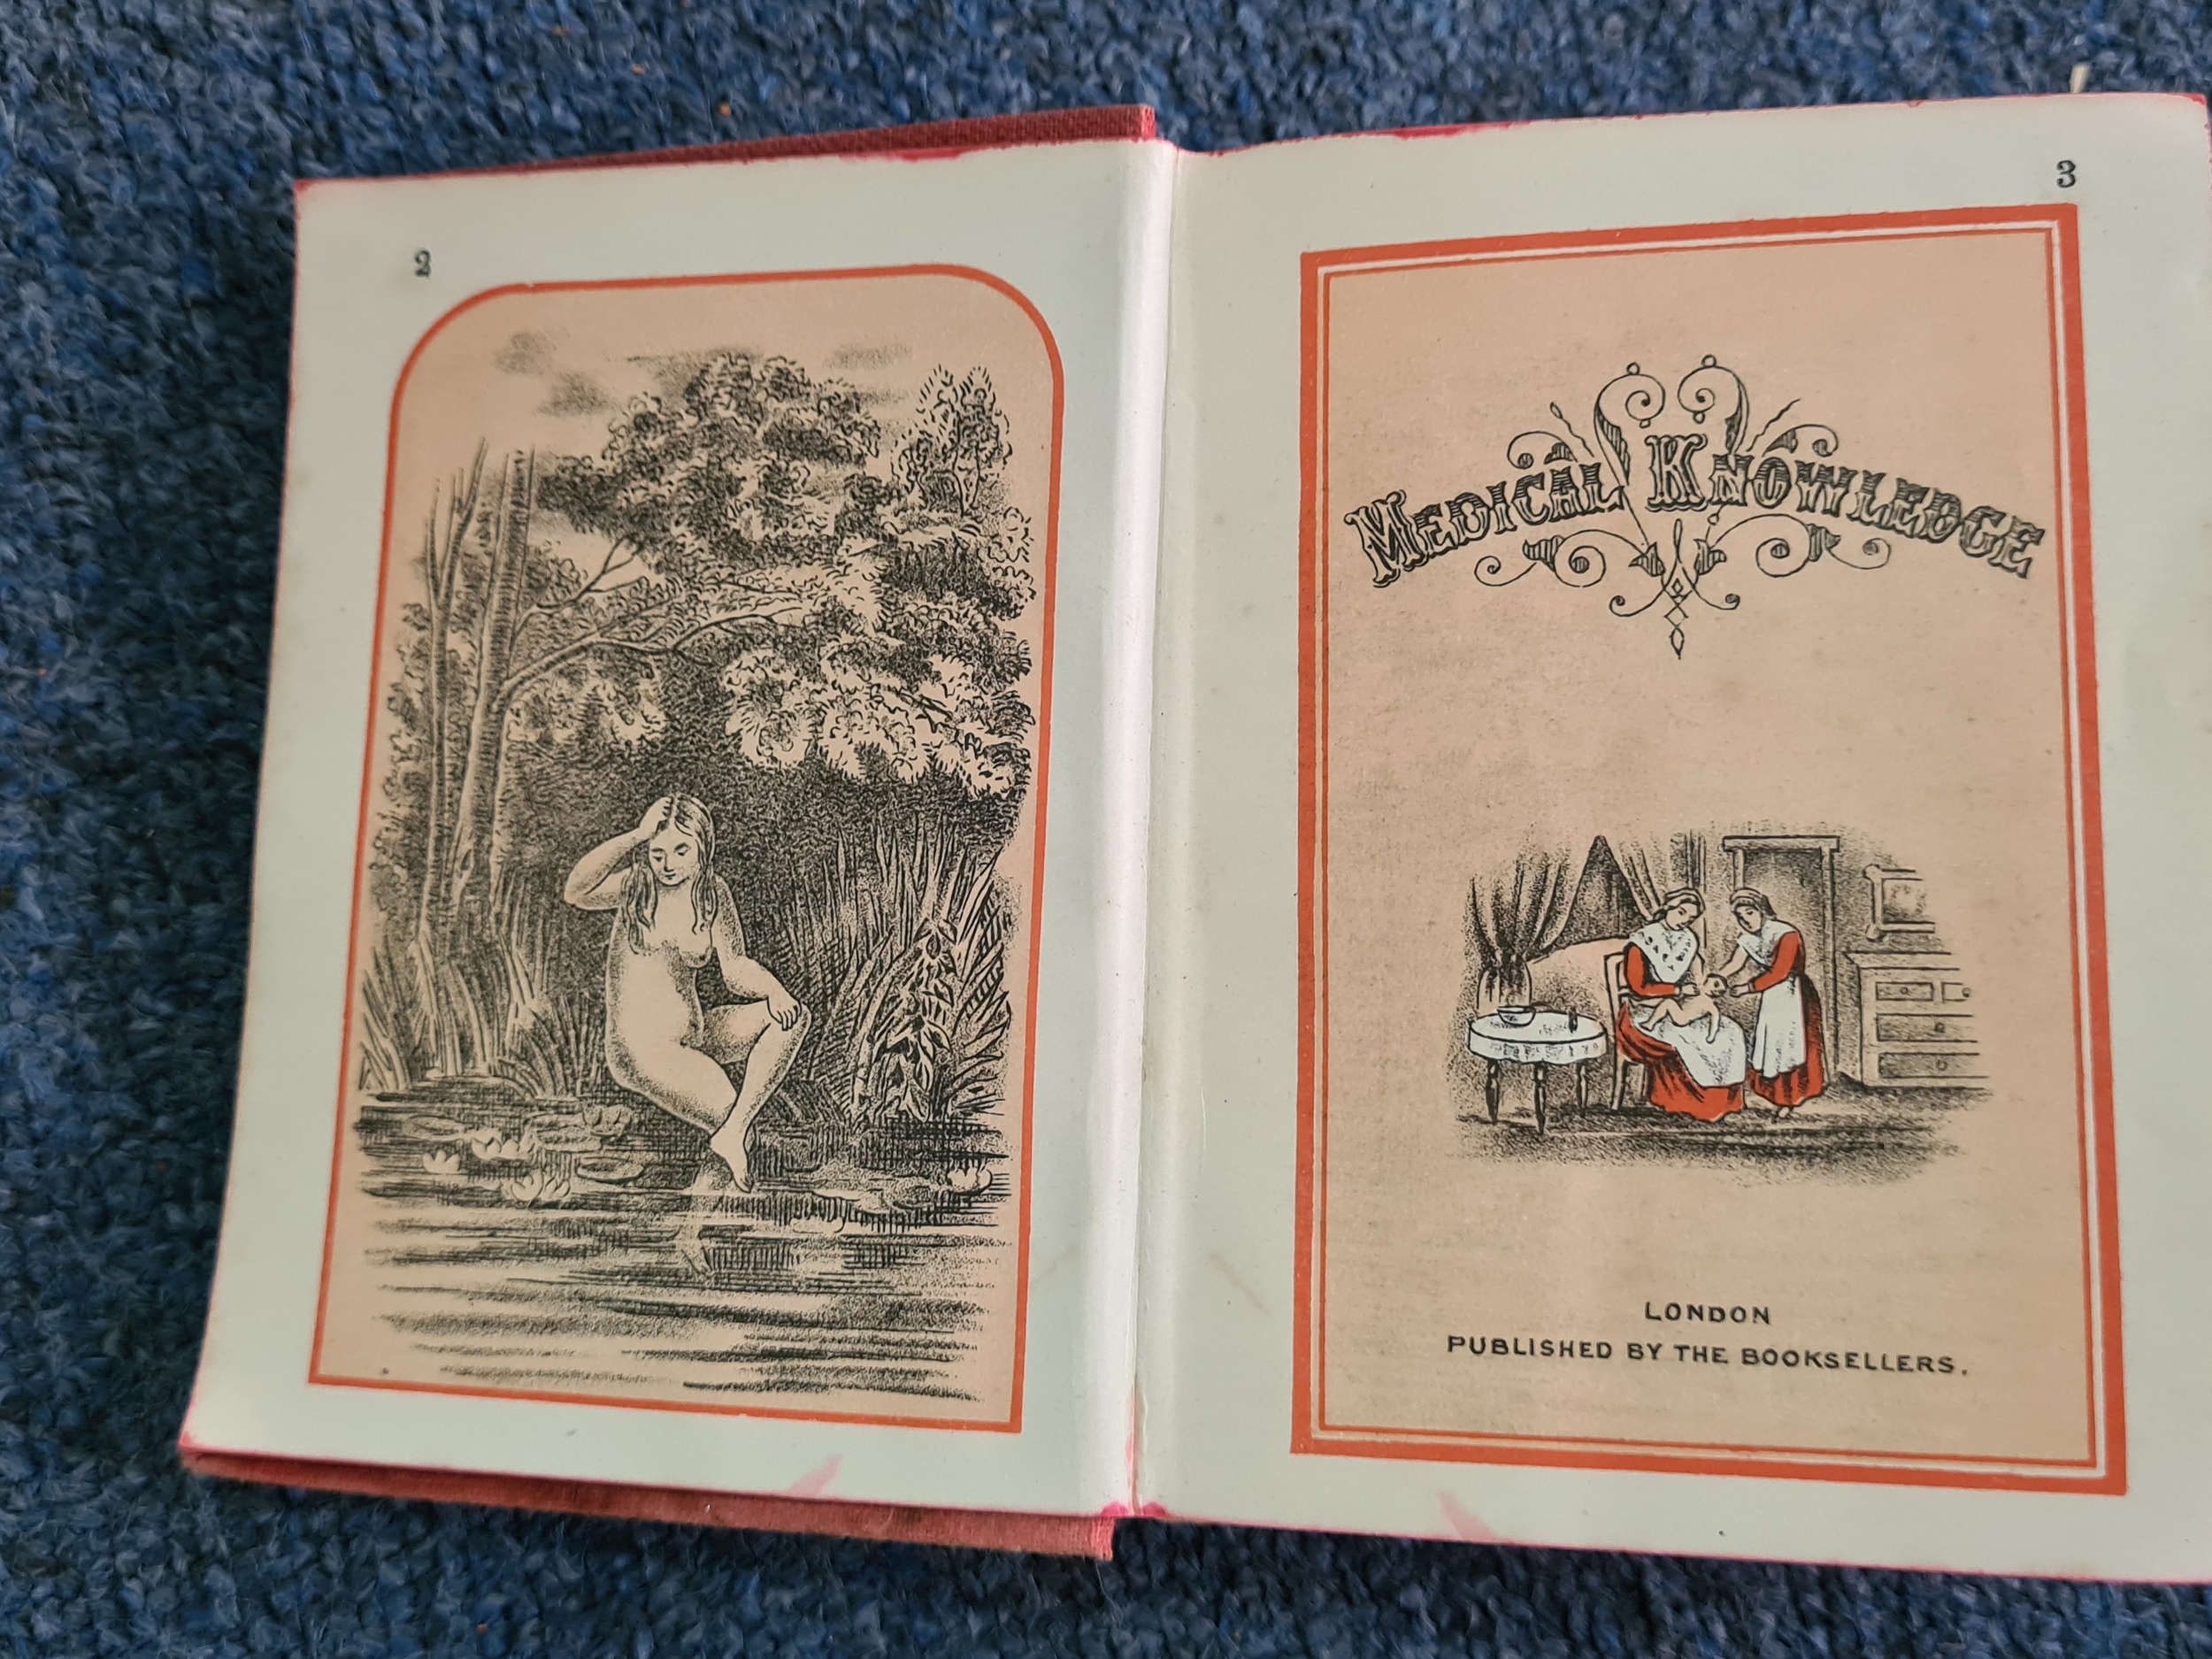 2
3
MEDICAL KNOWLEDGE
LONDON
PUBLISHED BY THE BOOKSELLERS.